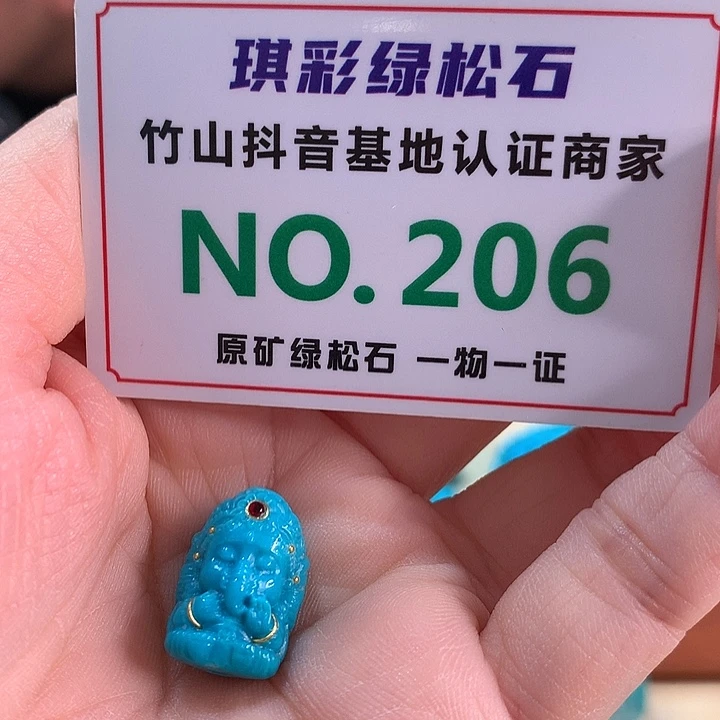 琪彩绿松石
竹山抖音基地认证商家
NO.206
原矿绿松石 一物一证